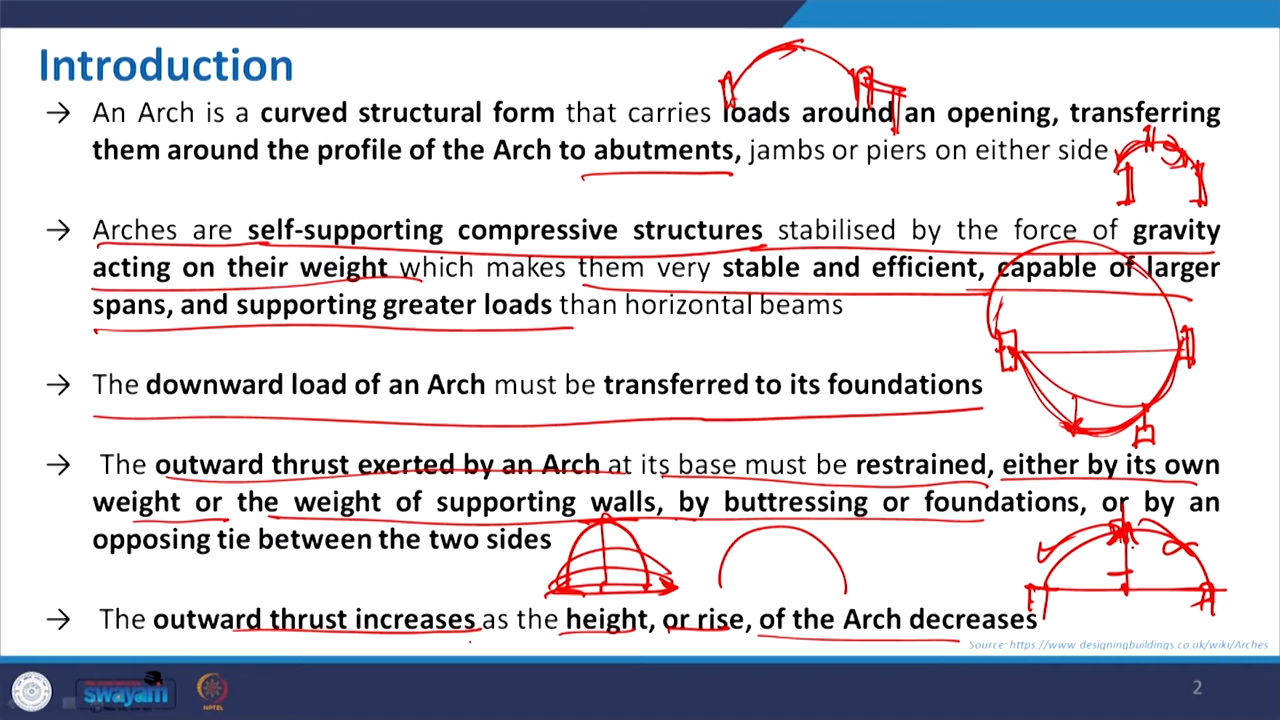 Introduction
→ An Arch is a curved structural form that carries loads around an opening, transferring
them around the profile of the Arch to abutments, jambs or piers on either side
→ Arches are self-supporting compressive structures stabilised by the force of gravity
acting on their weight which makes them very stable and efficient, capable of larger
spans, and supporting greater loads than horizontal beams
→ The downward load of an Arch must be transferred to its foundations
→ The outward thrust exerted by an Arch at its base must be restrained, either by its own
weight or the weight of supporting walls, by buttressing or foundations, or by an
opposing tie between the two sides
→ The outward thrust increases as the height, or rise, of the Arch decreases
Source: https://www.designingbuildings.co.uk/wiki/Arches
swayam
NPTEL
2